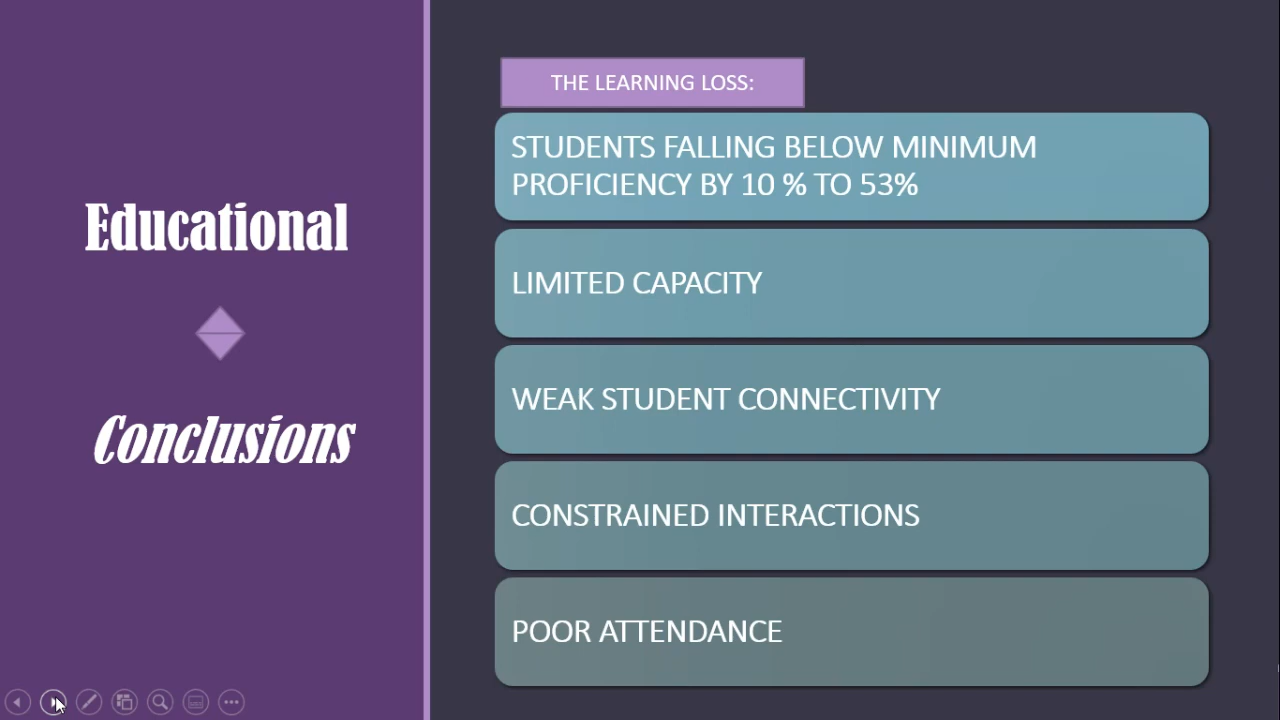 Educational
Conclusions
THE LEARNING LOSS:
STUDENTS FALLING BELOW MINIMUM
PROFICIENCY BY 10 % TO 53%
LIMITED CAPACITY
WEAK STUDENT CONNECTIVITY
CONSTRAINED INTERACTIONS
POOR ATTENDANCE